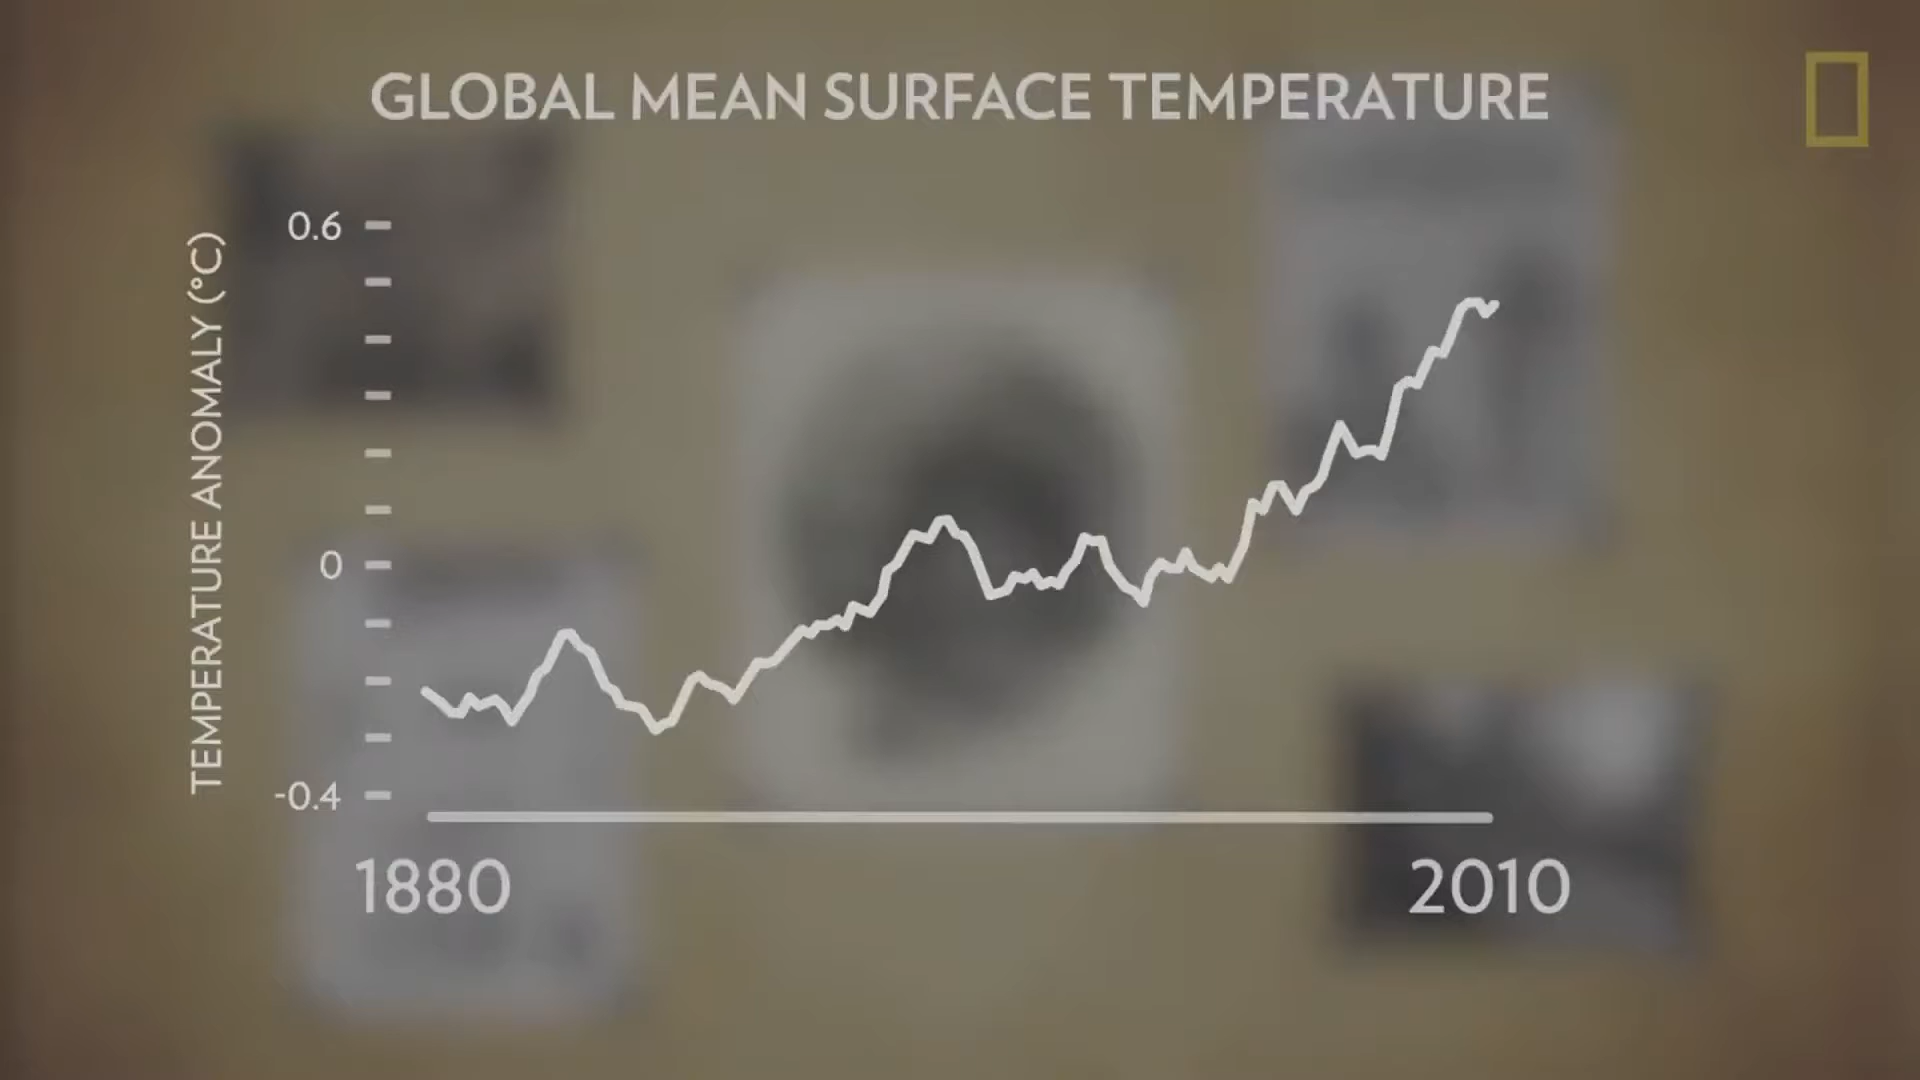 GLOBAL MEAN SURFACE TEMPERATURE
TEMPERATURE ANOMALY (°C)
0.6
0
-0.4
1880
2010